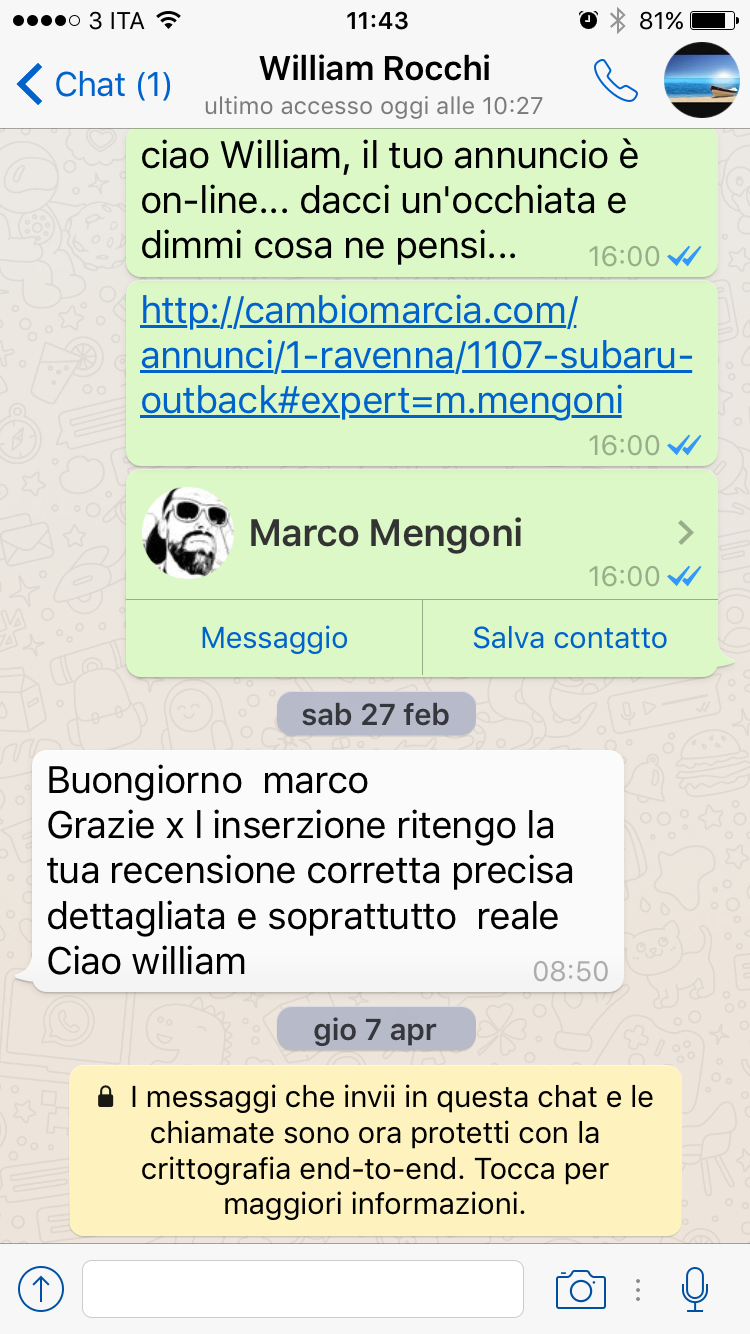 3 ITA 11:43 81%
Chat (1) William Rocchi
ultimo accesso oggi alle 10:27
ciao William, il tuo annuncio è
on-line... dacci un'occhiata e
dimmi cosa ne pensi...
16:00
http://cambiomarcia.com/
annunci/1-ravenna/1107-subaru-
outback#expert=m.mengoni
16:00
Marco Mengoni
16:00
Messaggio Salva contatto
sab 27 feb
Buongiorno  marco
Grazie x l inserzione ritengo la
tua recensione corretta precisa
dettagliata e soprattutto  reale
Ciao william
08:50
gio 7 apr
I messaggi che invii in questa chat e le
chiamate sono ora protetti con la
crittografia end-to-end. Tocca per
maggiori informazioni.